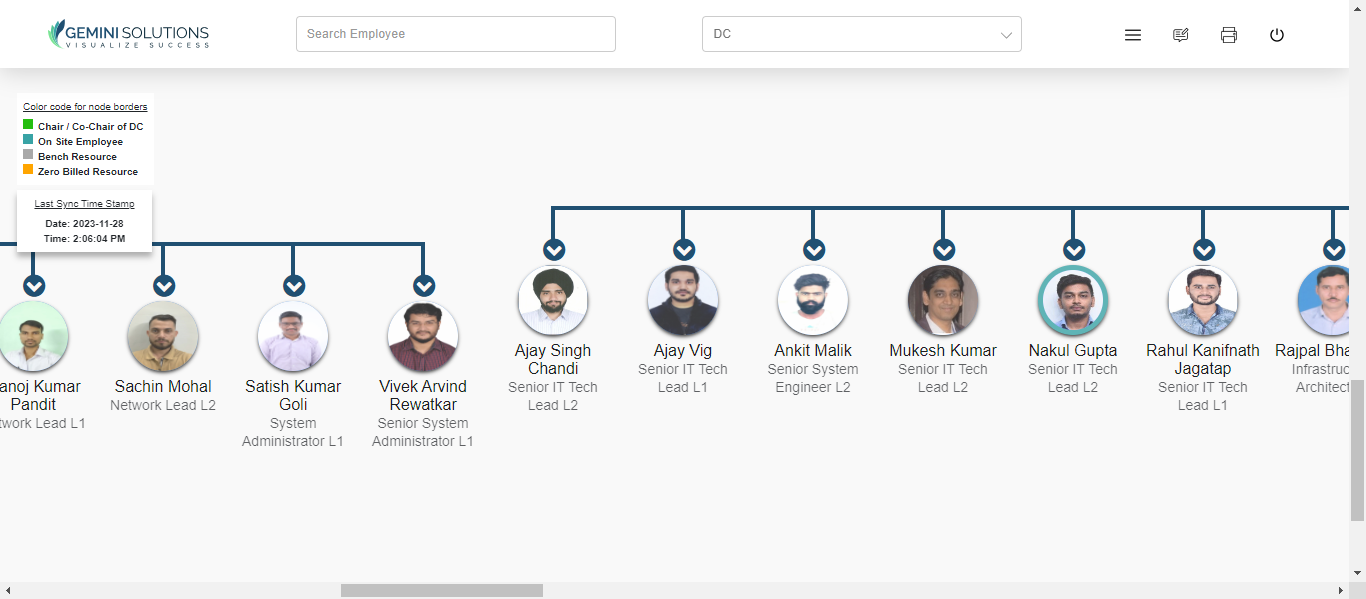 GEMINI SOLUTIONS
VISUALIZE SUCCESS
Search Employee
DC
Color code for node borders
Chair / Co-Chair of DC
On Site Employee
Bench Resource
Zero Billed Resource
Last Sync Time Stamp
Date: 2023-11-28
Time: 2:06:04 PM
anoj Kumar
Pandit
twork Lead L1
Sachin Mohal
Network Lead L2
Satish Kumar
Goli
System
Administrator L1
Vivek Arvind
Rewatkar
Senior System
Administrator L1
Ajay Singh
Chandi
Senior IT Tech
Lead L2
Ajay Vig
Senior IT Tech
Lead L1
Ankit Malik
Senior System
Engineer L2
Mukesh Kumar
Senior IT Tech
Lead L2
Nakul Gupta
Senior IT Tech
Lead L2
Rahul Kanifnath
Jagatap
Senior IT Tech
Lead L1
Rajpal Bha
Infrastruc
Architect